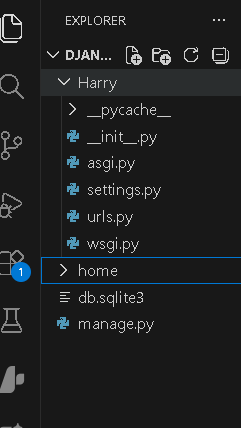 EXPLORER
DJAN...
Harry
__pycache__
__init__.py
asgi.py
settings.py
urls.py
wsgi.py
1
home
db.sqlite3
manage.py